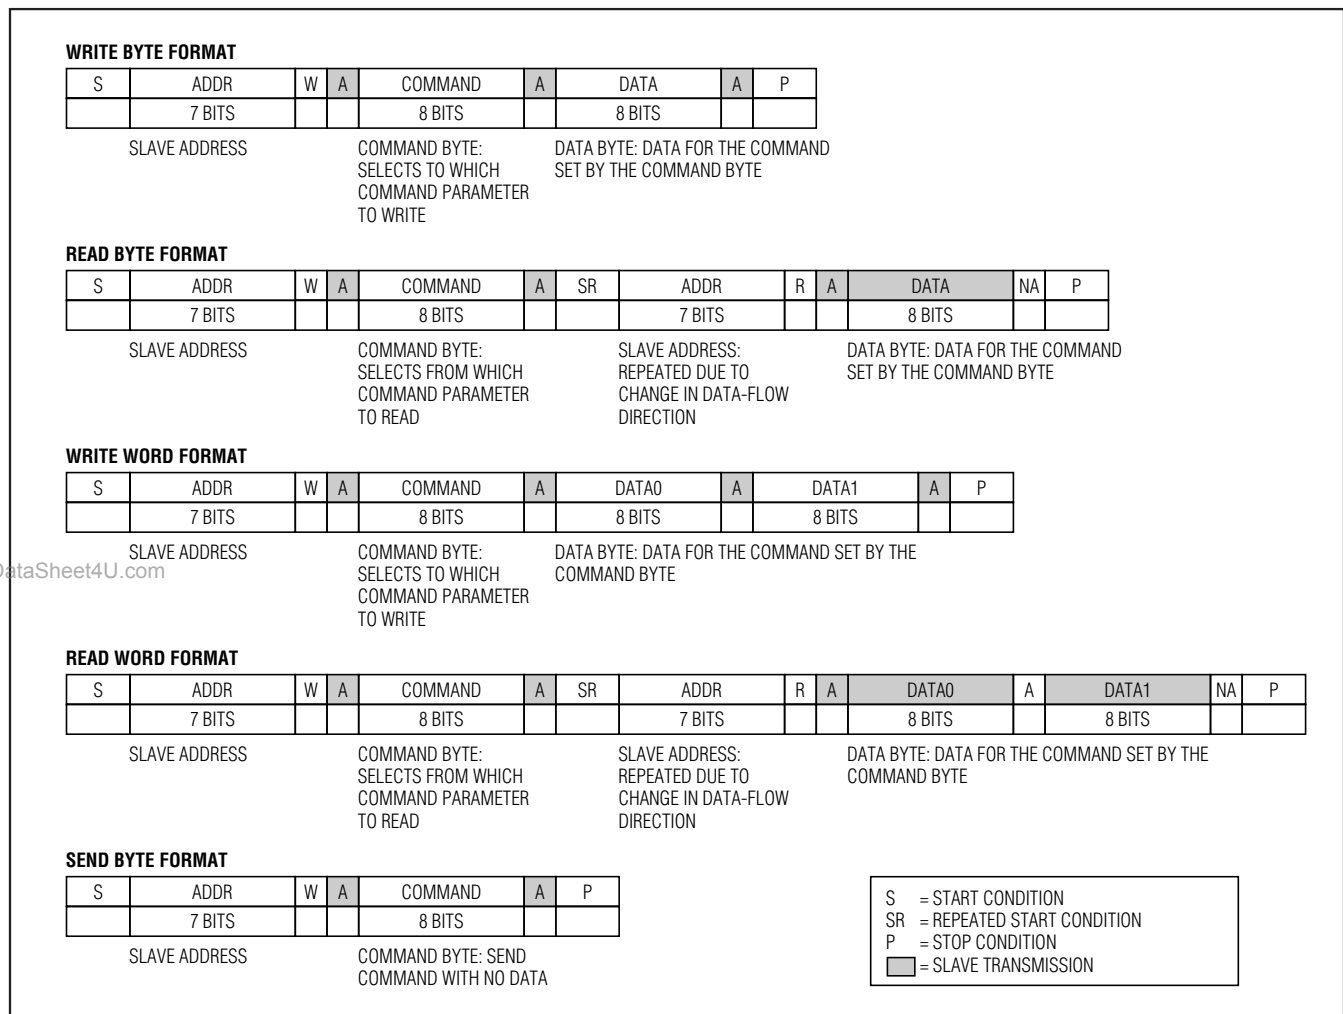 WRITE BYTE FORMAT
S ADDR W A COMMAND A DATA A P
7 BITS 8 BITS 8 BITS
SLAVE ADDRESS
COMMAND BYTE:
SELECTS TO WHICH
COMMAND PARAMETER
TO WRITE
DATA BYTE: DATA FOR THE COMMAND
SET BY THE COMMAND BYTE
READ BYTE FORMAT
S ADDR W A COMMAND A SR ADDR R A DATA NA P
7 BITS 8 BITS 7 BITS 8 BITS
SLAVE ADDRESS
COMMAND BYTE:
SELECTS FROM WHICH
COMMAND PARAMETER
TO READ
SLAVE ADDRESS:
REPEATED DUE TO
CHANGE IN DATA-FLOW
DIRECTION
DATA BYTE: DATA FOR THE COMMAND
SET BY THE COMMAND BYTE
WRITE WORD FORMAT
S ADDR W A COMMAND A DATA0 A DATA1 A P
7 BITS 8 BITS 8 BITS 8 BITS
SLAVE ADDRESS
COMMAND BYTE:
SELECTS TO WHICH
COMMAND PARAMETER
TO WRITE
DATA BYTE: DATA FOR THE COMMAND SET BY THE
COMMAND BYTE
DataSheet4U.com
READ WORD FORMAT
S ADDR W A COMMAND A SR ADDR R A DATA0 A DATA1 NA P
7 BITS 8 BITS 7 BITS 8 BITS 8 BITS
SLAVE ADDRESS
COMMAND BYTE:
SELECTS FROM WHICH
COMMAND PARAMETER
TO READ
SLAVE ADDRESS:
REPEATED DUE TO
CHANGE IN DATA-FLOW
DIRECTION
DATA BYTE: DATA FOR THE COMMAND SET BY THE
COMMAND BYTE
SEND BYTE FORMAT
S ADDR W A COMMAND A P
7 BITS 8 BITS
SLAVE ADDRESS
COMMAND BYTE: SEND
COMMAND WITH NO DATA
S = START CONDITION
SR = REPEATED START CONDITION
P = STOP CONDITION
= SLAVE TRANSMISSION